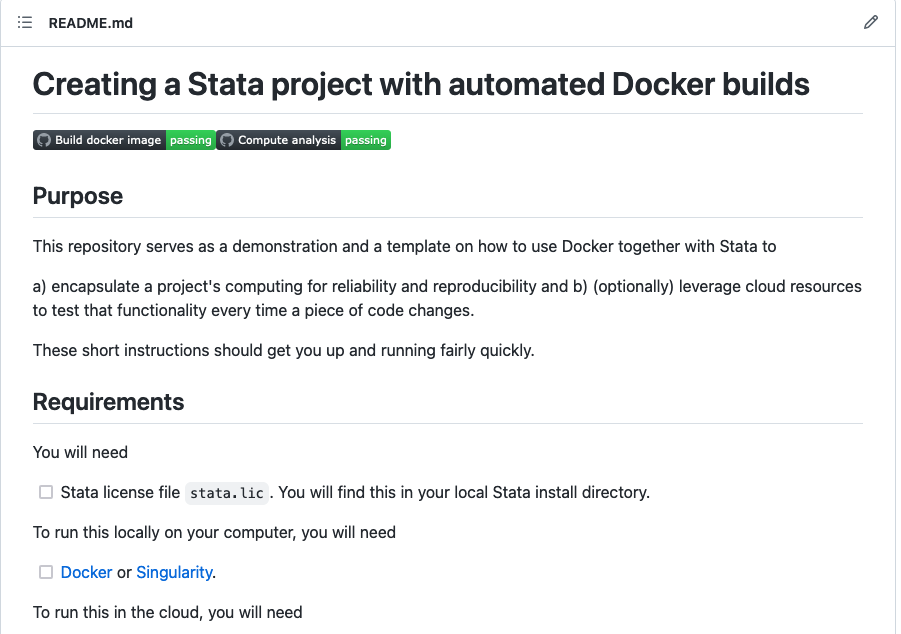 README.md
Creating a Stata project with automated Docker builds
Build docker image passing Compute analysis passing
Purpose
This repository serves as a demonstration and a template on how to use Docker together with Stata to
a) encapsulate a project's computing for reliability and reproducibility and b) (optionally) leverage cloud resources
to test that functionality every time a piece of code changes.
These short instructions should get you up and running fairly quickly.
Requirements
You will need
Stata license file stata.lic. You will find this in your local Stata install directory.
To run this locally on your computer, you will need
Docker or Singularity.
To run this in the cloud, you will need